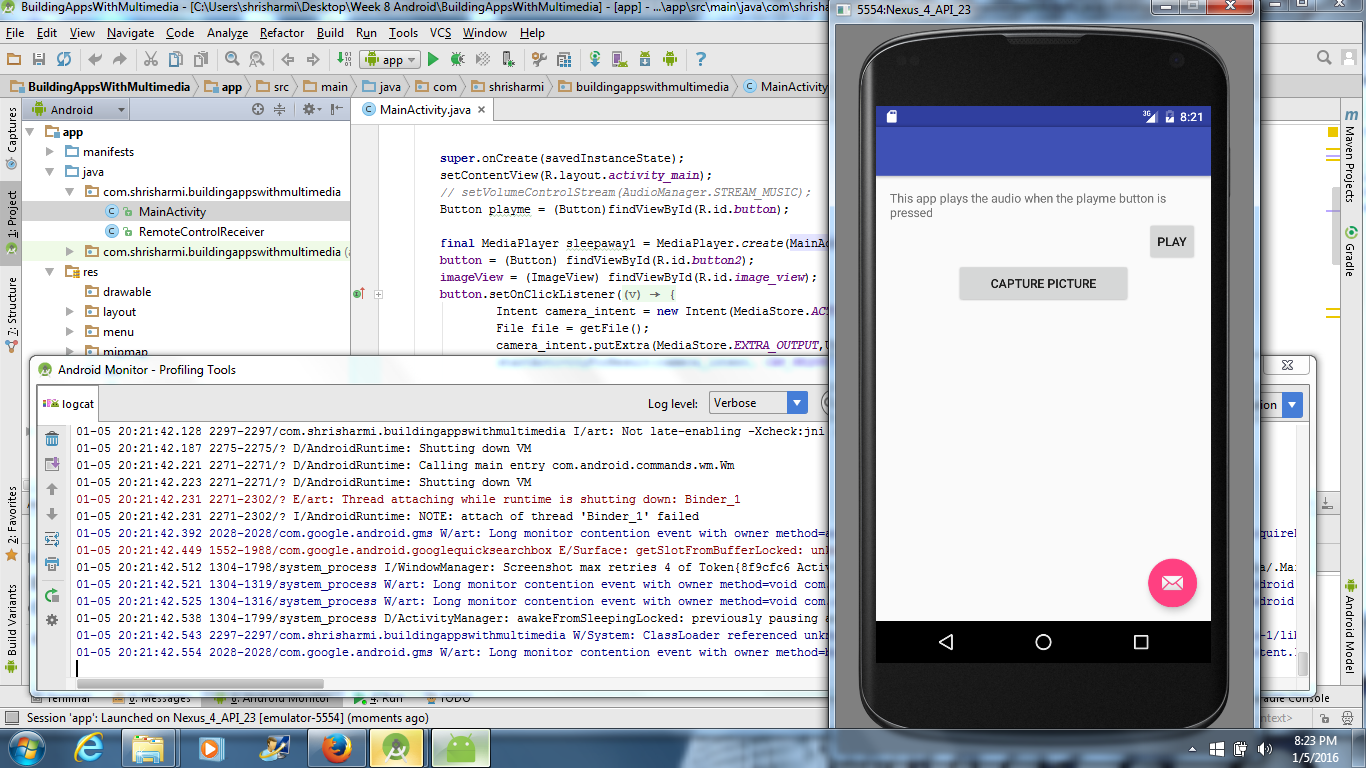 BuildingAppsWithMultimedia - [C:\Users\shrisharmi\Desktop\Week 8 Android\BuildingAppsWithMultimedia] - [app] - ...\app\src\main\java\com\shrisha
File Edit View Navigate Code Analyze Refactor Build Run Tools VCS Window Help
app
BuildingAppsWithMultimedia app src main java com shrisharmi buildingappswithmultimedia MainActivity
Android
MainActivity.java
Captures
1: Project
7: Structure
2: Favorites
Build Variants
app
manifests
java
com.shrisharmi.buildingappswithmultimedia
MainActivity
RemoteControlReceiver
com.shrisharmi.buildingappswithmultimedia (
res
drawable
layout
menu
mipmap
super.onCreate(savedInstanceState);
setContentView(R.layout.activity_main);
// setVolumeControlStream(AudioManager.STREAM_MUSIC);
Button playme = (Button)findViewById(R.id.button);
final MediaPlayer sleepaway1 = MediaPlayer.create(MainA
button = (Button) findViewById(R.id.button2);
imageView = (ImageView) findViewById(R.id.image_view);
button.setOnClickListener((v) → {
Intent camera_intent = new Intent(MediaStore.AC
File file = getFile();
camera_intent.putExtra(MediaStore.EXTRA_OUTPUT,
Android Monitor - Profiling Tools
logcat
Log level: Verbose
ion
01-05 20:21:42.128 2297-2297/com.shrisharmi.buildingappswithmultimedia I/art: Not late-enabling -Xcheck:jni
01-05 20:21:42.187 2275-2275/? D/AndroidRuntime: Shutting down VM
01-05 20:21:42.221 2271-2271/? D/AndroidRuntime: Calling main entry com.android.commands.wm.Wm
01-05 20:21:42.223 2271-2271/? D/AndroidRuntime: Shutting down VM
01-05 20:21:42.231 2271-2302/? E/art: Thread attaching while runtime is shutting down: Binder_1
01-05 20:21:42.231 2271-2302/? I/AndroidRuntime: NOTE: attach of thread 'Binder_1' failed
01-05 20:21:42.392 2028-2028/com.google.android.gms W/art: Long monitor contention event with owner method=
01-05 20:21:42.449 1552-1988/com.google.android.googlequicksearchbox E/Surface: getSlotFromBufferLocked: un
01-05 20:21:42.512 1304-1798/system_process I/WindowManager: Screenshot max retries 4 of Token{8f9cfc6 Acti
01-05 20:21:42.521 1304-1319/system_process W/art: Long monitor contention event with owner method=void com
01-05 20:21:42.525 1304-1316/system_process W/art: Long monitor contention event with owner method=void com
01-05 20:21:42.538 1304-1799/system_process D/ActivityManager: awakeFromSleepingLocked: previously pausing a
01-05 20:21:42.543 2297-2297/com.shrisharmi.buildingappswithmultimedia W/System: ClassLoader referenced unk
01-05 20:21:42.554 2028-2028/com.google.android.gms W/art: Long monitor contention event with owner method=
Terminal 0: Messages 6: Android Monitor 4: Run TODO
Gradle Console
Session 'app': Launched on Nexus_4_API_23 [emulator-5554] (moments ago)
5554:Nexus_4_API_23
3G 8:21
This app plays the audio when the playme button is
pressed
PLAY
CAPTURE PICTURE
Maven Projects
Gradle
Android Model
8:23 PM
1/5/2016